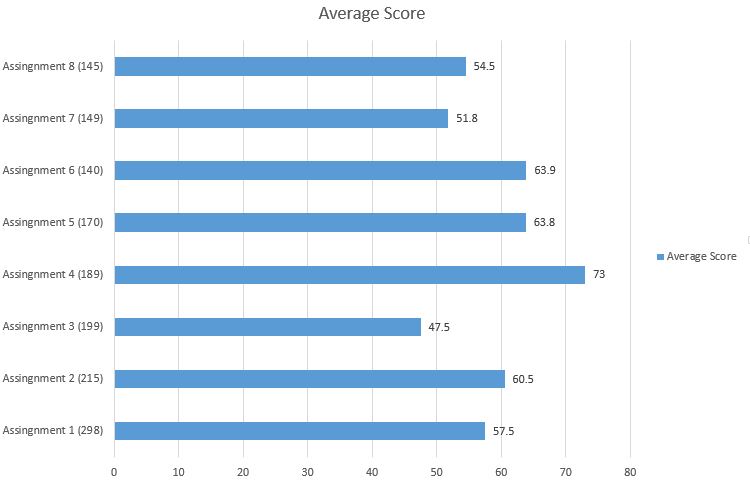 Average Score
Assingnment 8 (145) 54.5
Assingnment 7 (149) 51.8
Assingnment 6 (140) 63.9
Assingnment 5 (170) 63.8
Assingnment 4 (189) 73
Assingnment 3 (199) 47.5
Assingnment 2 (215) 60.5
Assingnment 1 (298) 57.5
0 10 20 30 40 50 60 70 80
Average Score